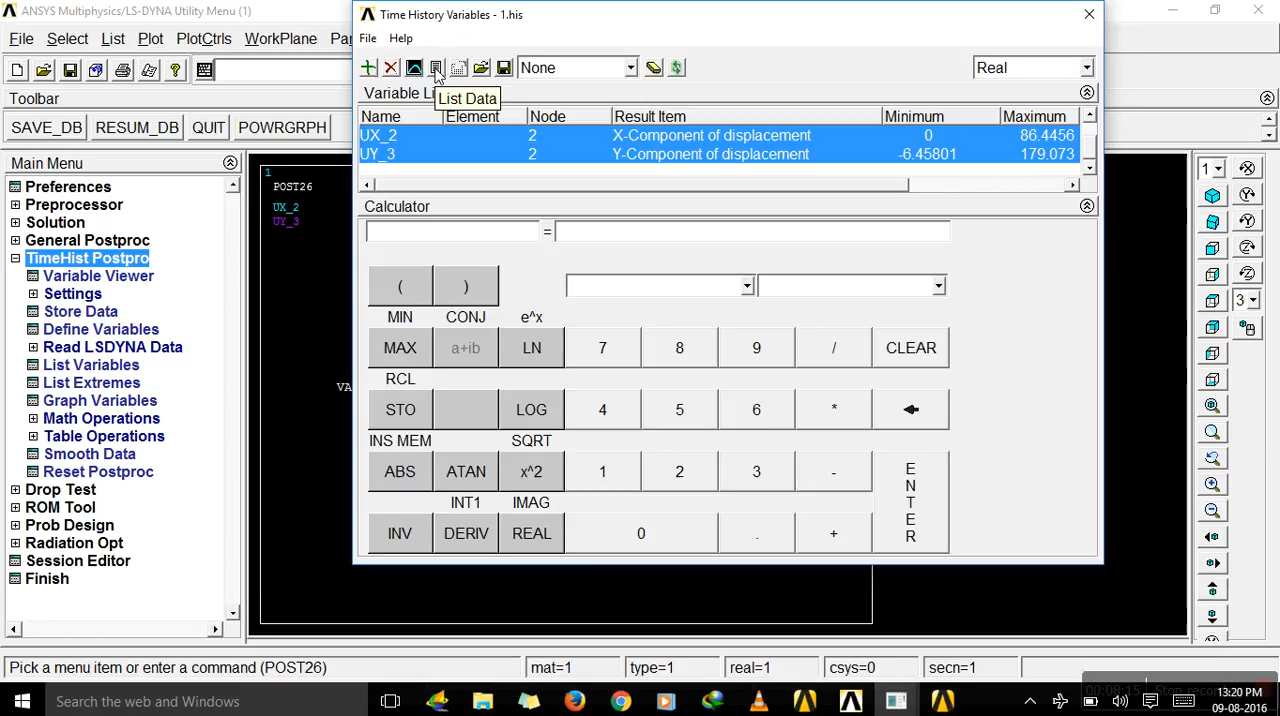 ANSYS Multiphysics/LS-DYNA Utility Menu (1)
File Select List Plot PlotCtrls WorkPlane
Toolbar
SAVE_DB RESUM_DB QUIT POWRGRPH
Main Menu
Preferences
Preprocessor
Solution
General Postproc
TimeHist Postpro
Variable Viewer
Settings
Store Data
Define Variables
Read LSDYNA Data
List Variables
List Extremes
Graph Variables
Math Operations
Table Operations
Smooth Data
Reset Postproc
Drop Test
ROM Tool
Prob Design
Radiation Opt
Session Editor
Finish
1
POST26
UX_2
UY_3
VA
Time History Variables - 1.his
File Help
None Real
Variable Li
List Data
Name Element Node Result Item Minimum Maximum
UX_2 2 X-Component of displacement 0 86.4456
UY_3 2 Y-Component of displacement -6.45801 179.073
Calculator
=
( )
MIN CONJ e^x
MAX a+ib LN 7 8 9 / CLEAR
RCL
STO LOG 4 5 6 *
INS MEM SQRT
ABS ATAN x^2 1 2 3 - ENTER
INT1 IMAG
INV DERIV REAL 0 . +
1
3
Pick a menu item or enter a command (POST26) mat=1 type=1 real=1 csys=0 secn=1
00:08:15 Stop
Search the web and Windows
13:20 PM
09-08-2016